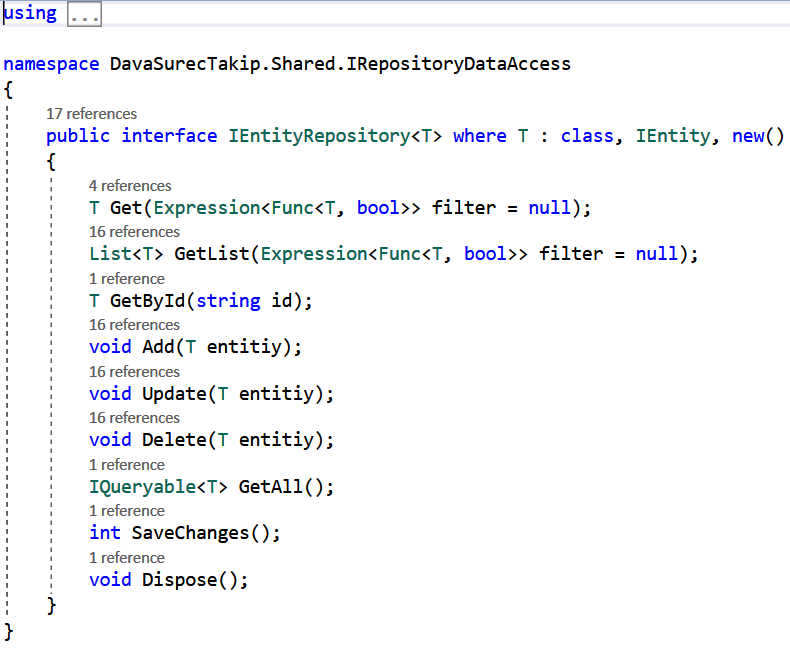 using ...
namespace DavaSurecTakip.Shared.IRepositoryDataAccess
{
17 references
public interface IEntityRepository<T> where T : class, IEntity, new()
{
4 references
T Get(Expression<Func<T, bool>> filter = null);
16 references
List<T> GetList(Expression<Func<T, bool>> filter = null);
1 reference
T GetById(string id);
16 references
void Add(T entitiy);
16 references
void Update(T entitiy);
16 references
void Delete(T entitiy);
1 reference
IQueryable<T> GetAll();
1 reference
int SaveChanges();
1 reference
void Dispose();
}
}